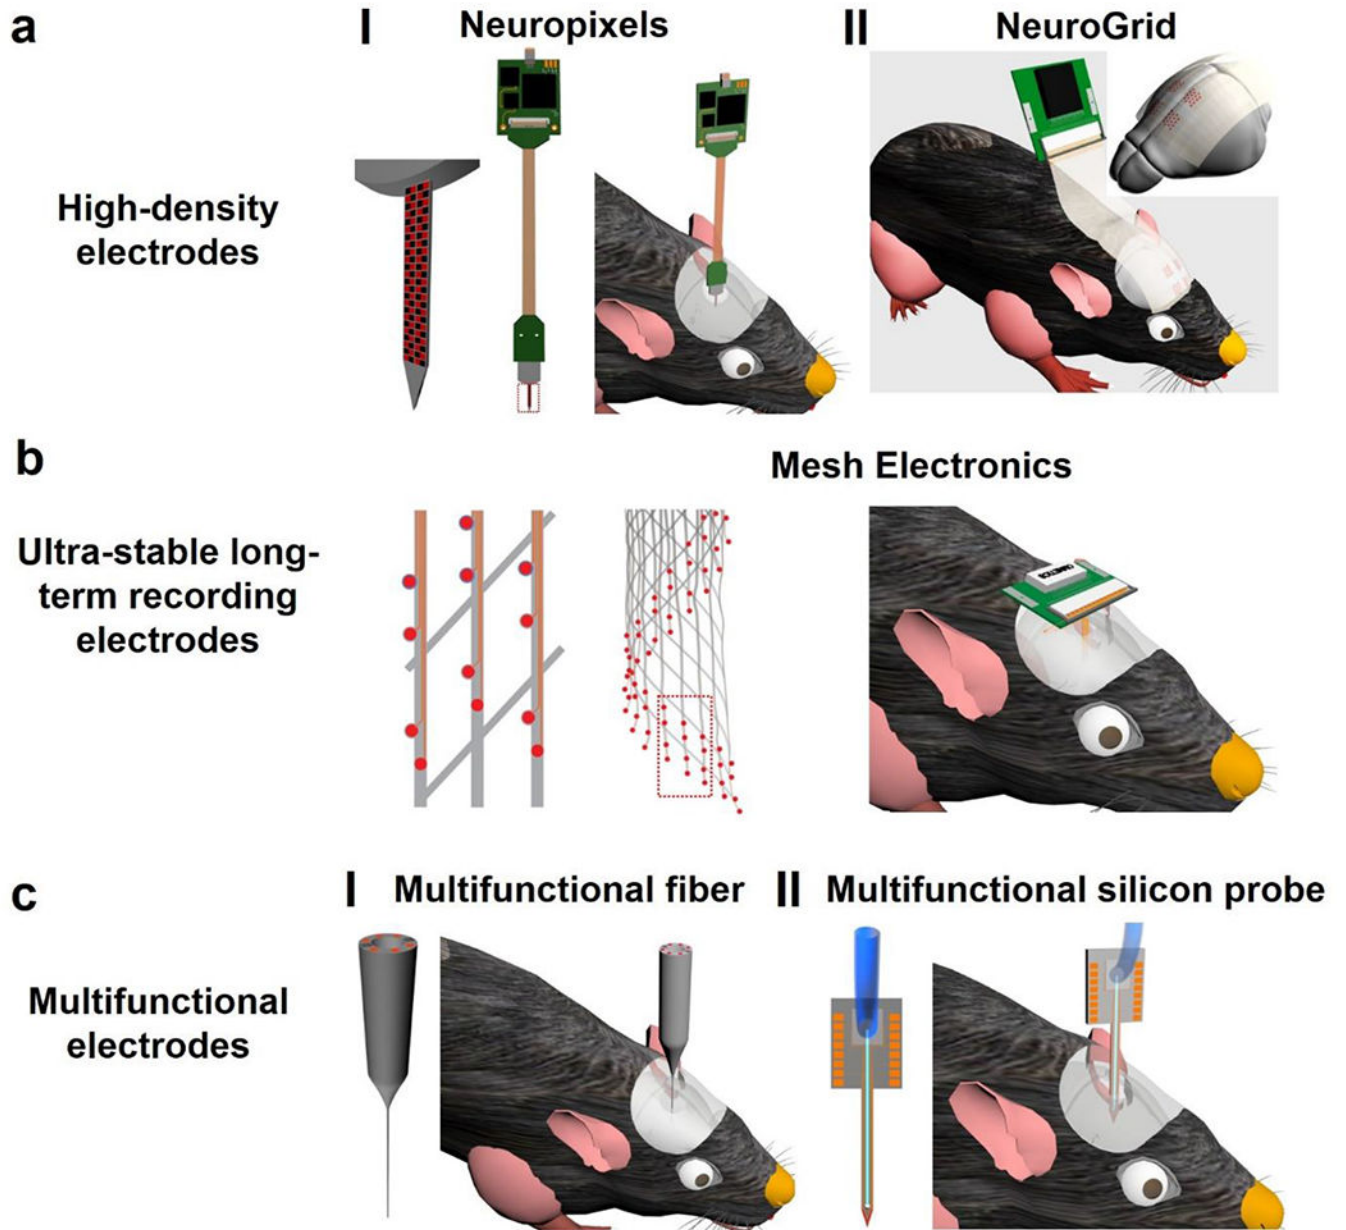 a
I
Neuropixels
II
NeuroGrid
High-density
electrodes
b
Mesh Electronics
Ultra-stable long-
term recording
electrodes
c
I
Multifunctional fiber
II
Multifunctional silicon probe
Multifunctional
electrodes